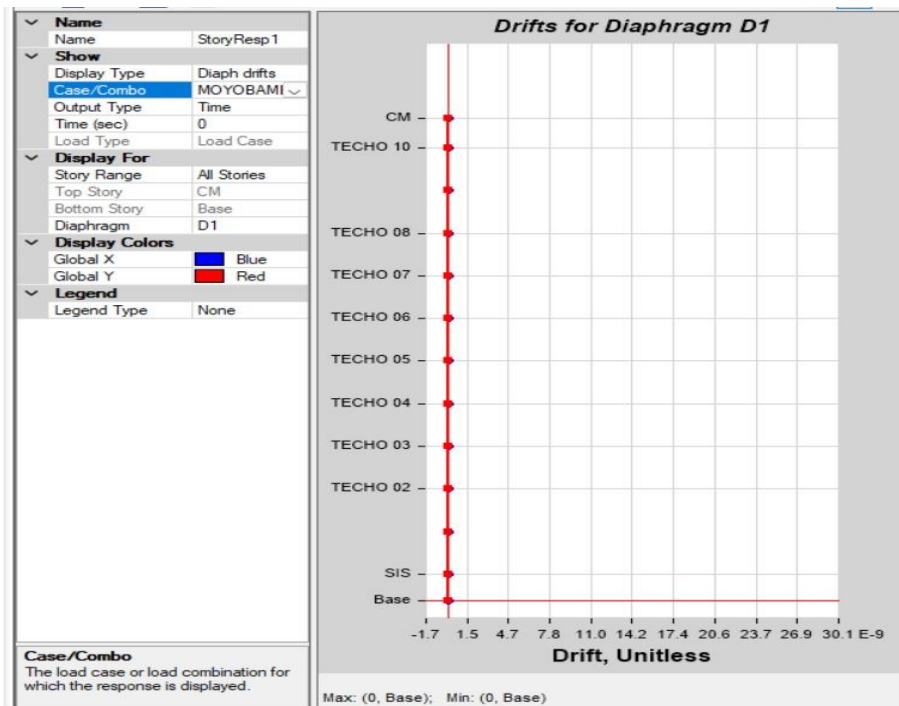 Name
Name StoryResp1
Show
Display Type Diaph drifts
Case/Combo MOYOBAMI
Output Type Time
Time (sec) 0
Load Type Load Case
Display For
Story Range All Stories
Top Story CM
Bottom Story Base
Diaphragm D1
Display Colors
Global X Blue
Global Y Red
Legend
Legend Type None
Case/Combo
The load case or load combination for
which the response is displayed.
Drifts for Diaphragm D1
CM
TECHO 10
TECHO 08
TECHO 07
TECHO 06
TECHO 05
TECHO 04
TECHO 03
TECHO 02
SIS
Base
-1.7 1.5 4.7 7.8 11.0 14.2 17.4 20.6 23.7 26.9 30.1 E-9
Drift, Unitless
Max: (0, Base); Min: (0, Base)